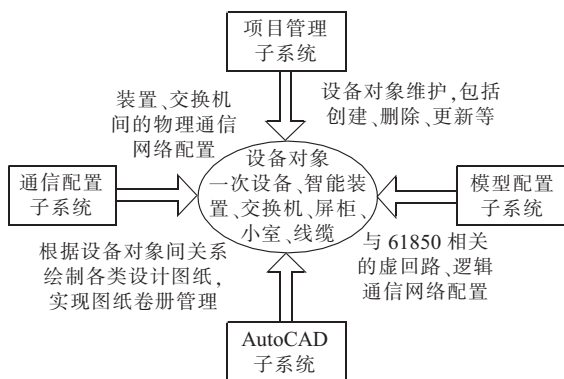 项目管理
子系统
装置、交换机
间的物理通信
网络配置
设备对象维护,包括
创建、删除、更新等
通信配置
子系统
设备对象
一次设备、智能装
置、交换机、屏柜、
小室、线缆
模型配置
子系统
根据设备对象间关系
绘制各类设计图纸,
实现图纸卷册管理
与 61850 相关
的虚回路、逻辑
通信网络配置
AutoCAD
子系统